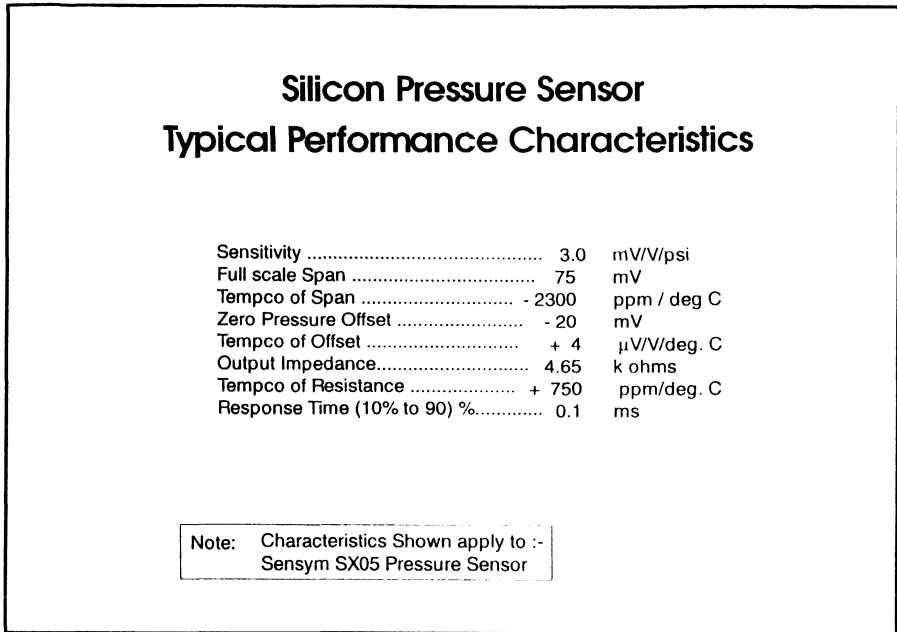 Silicon Pressure Sensor
Typical Performance Characteristics
Sensitivity ............................................ 3.0 mV/V/psi
Full scale Span .................................. 75 mV
Tempco of Span ............................ - 2300 ppm / deg C
Zero Pressure Offset ........................ - 20 mV
Tempco of Offset ............................. + 4 µV/V/deg. C
Output Impedance............................. 4.65 k ohms
Tempco of Resistance .................... + 750 ppm/deg. C
Response Time (10% to 90) %............. 0.1 ms
Note: Characteristics Shown apply to :-
Sensym SX05 Pressure Sensor